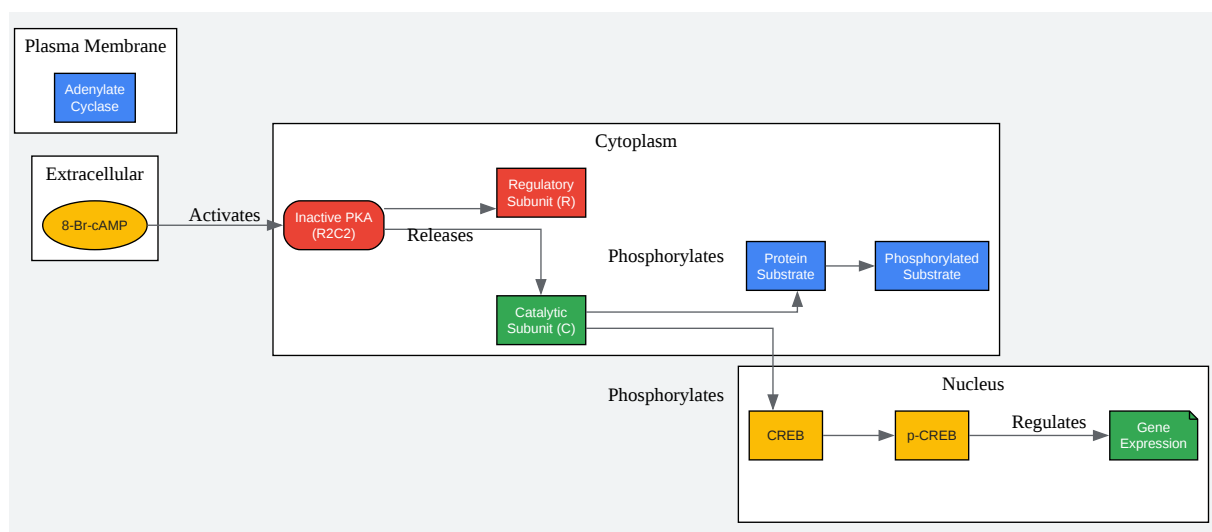 Plasma Membrane
Adenylate
Cyclase
Extracellular
8-Br-cAMP
Activates
Cytoplasm
Inactive PKA
(R2C2)
Regulatory
Subunit (R)
Releases
Catalytic
Subunit (C)
Phosphorylates
Protein
Substrate
Phosphorylated
Substrate
Phosphorylates
Nucleus
CREB
p-CREB
Regulates
Gene
Expression